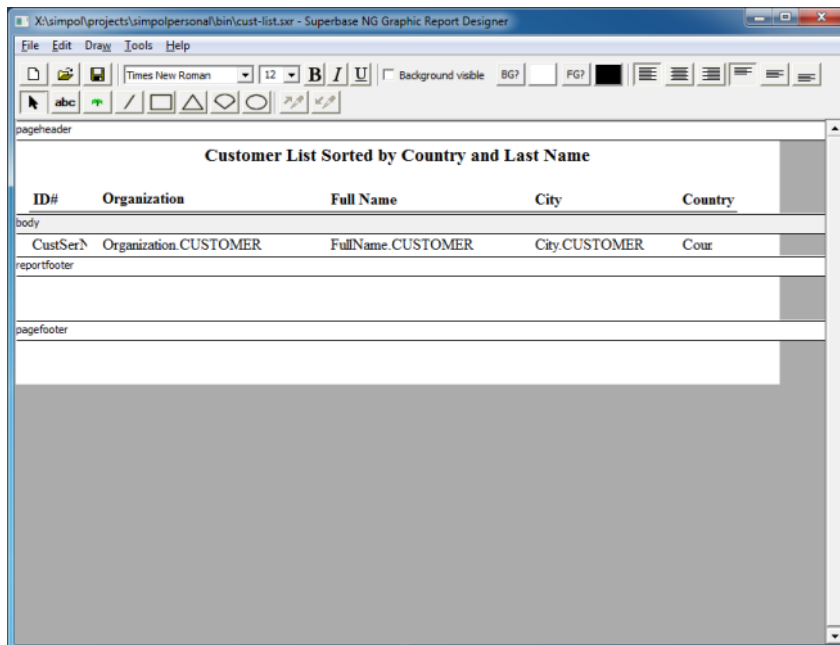 X:\simpol\projects\simpolpersonal\bin\cust-list.sxr - Superbase NG Graphic Report Designer
File Edit Draw Tools Help
Times New Roman 12 B I U Background visible BG? FG?
abc
pageheader
Customer List Sorted by Country and Last Name
ID# Organization Full Name City Country
body
CustSerN Organization.CUSTOMER FullName.CUSTOMER City.CUSTOMER Cour
reportfooter
pagefooter